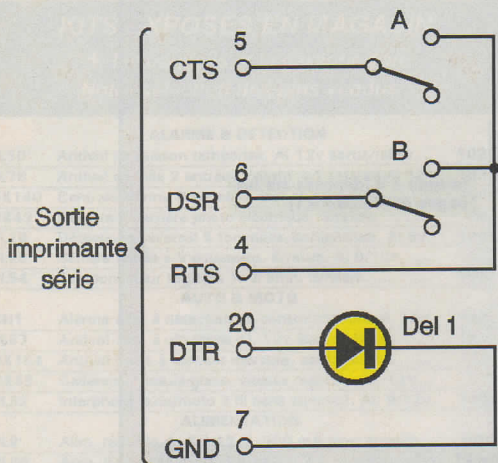 A
5
CTS
B
6
DSR
Sortie
imprimante
série
4
RTS
20
DTR
Del 1
7
GND